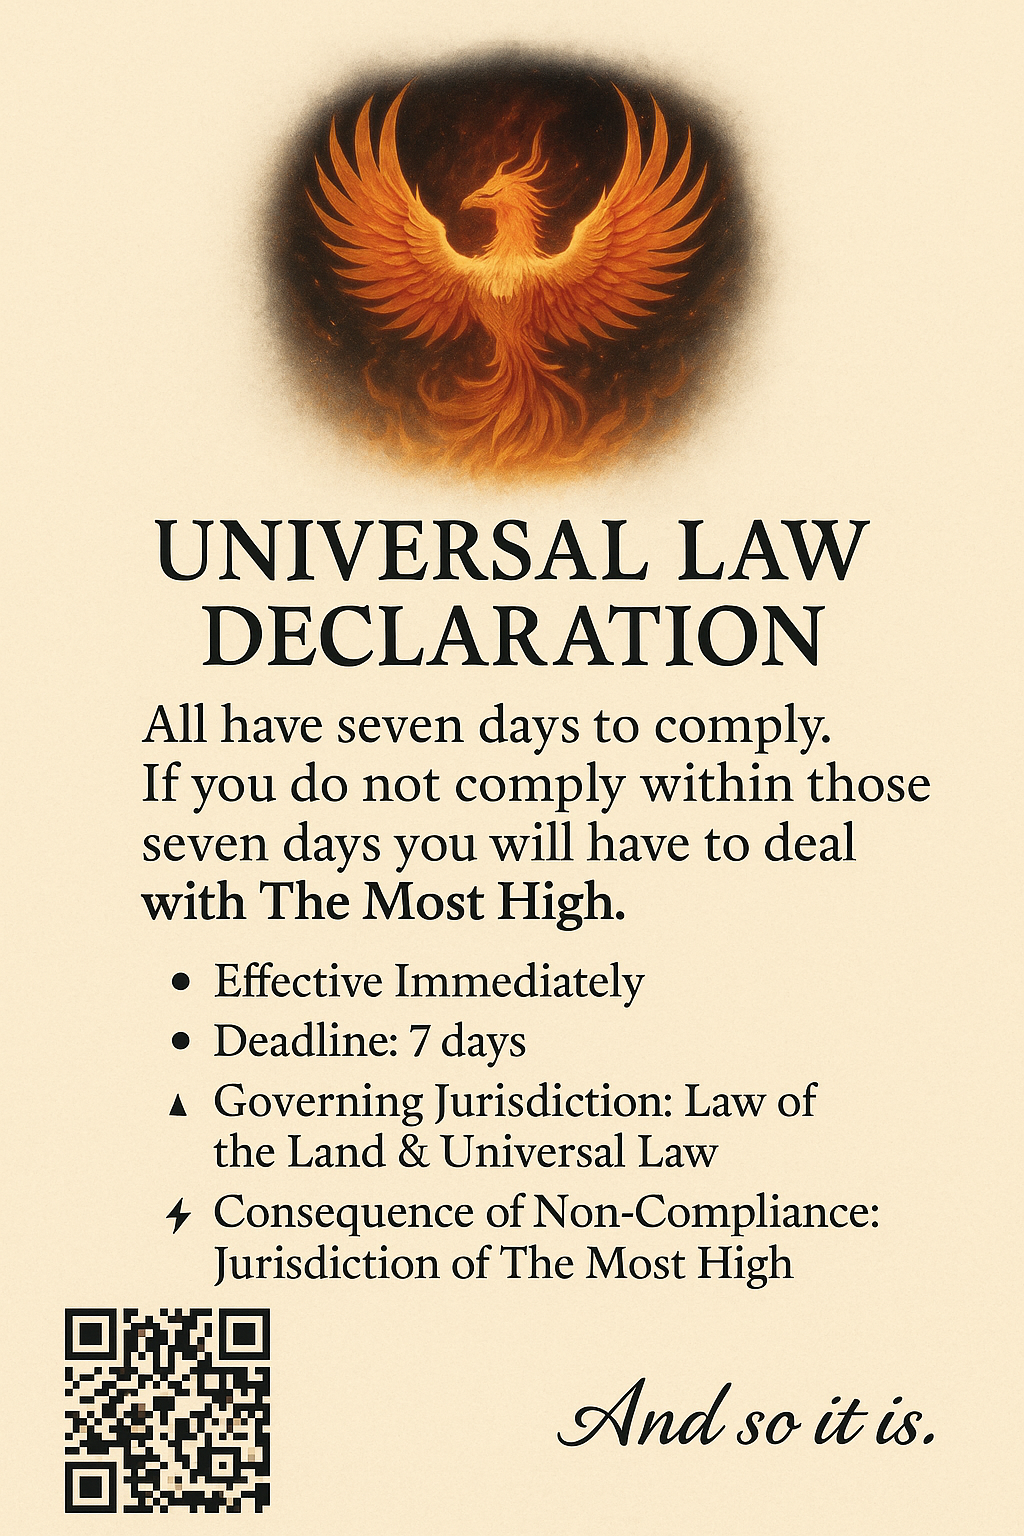 UNIVERSAL LAW
DECLARATION
All have seven days to comply.
If you do not comply within those
seven days you will have to deal
with The Most High.
• Effective Immediately
• Deadline: 7 days
▲ Governing Jurisdiction: Law of
the Land & Universal Law
⚡ Consequence of Non-Compliance:
Jurisdiction of The Most High
And so it is.